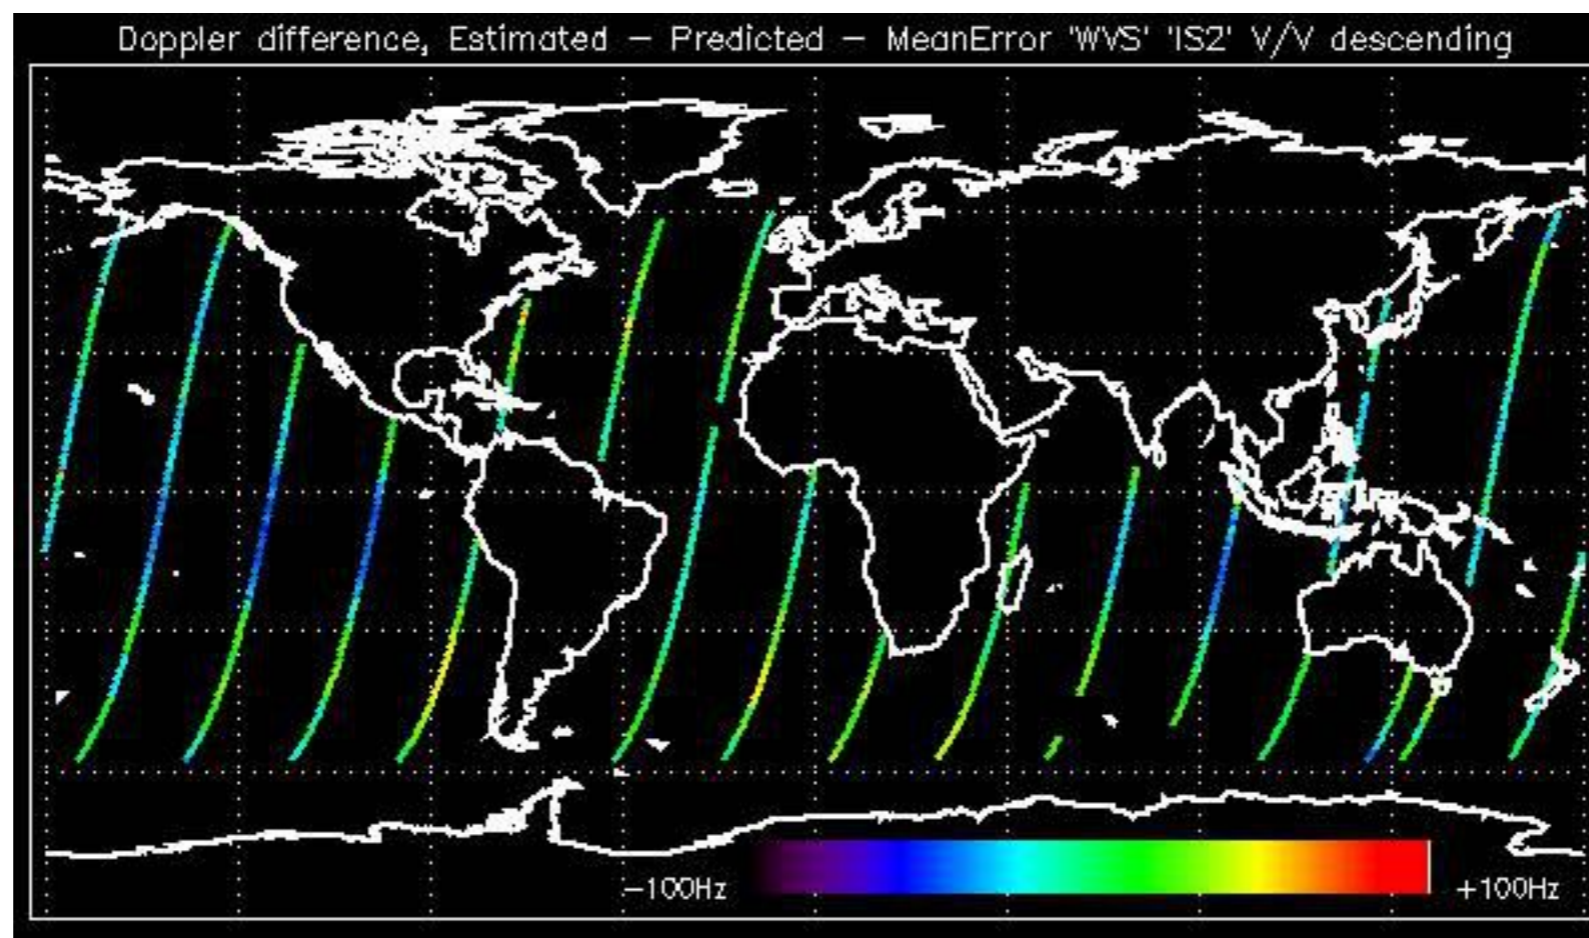 Doppler difference, Estimated – Predicted – MeanError 'WVS' 'IS2' V/V descending
–100Hz
+100Hz